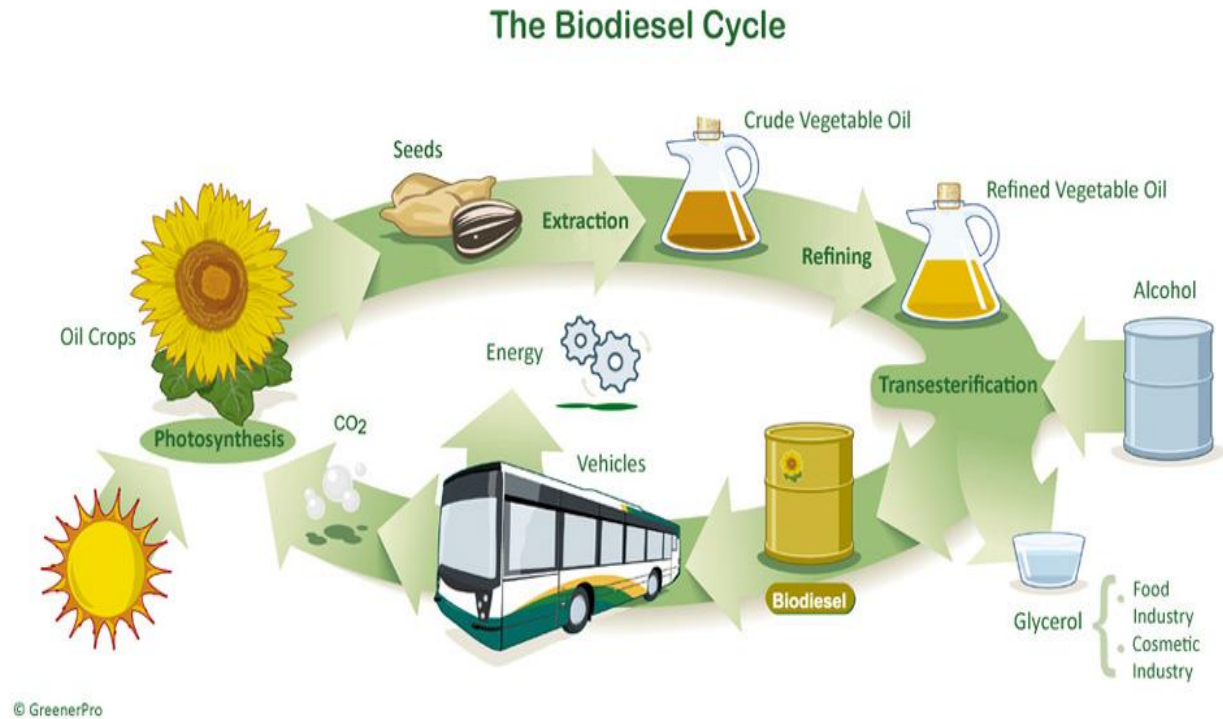 The Biodiesel Cycle
Crude Vegetable Oil
Seeds
Refined Vegetable Oil
Extraction
Refining
Alcohol
Oil Crops
Energy
Transesterification
CO2
Photosynthesis
Vehicles
Biodiesel
Glycerol
· Food
Industry
· Cosmetic
Industry
© GreenerPro